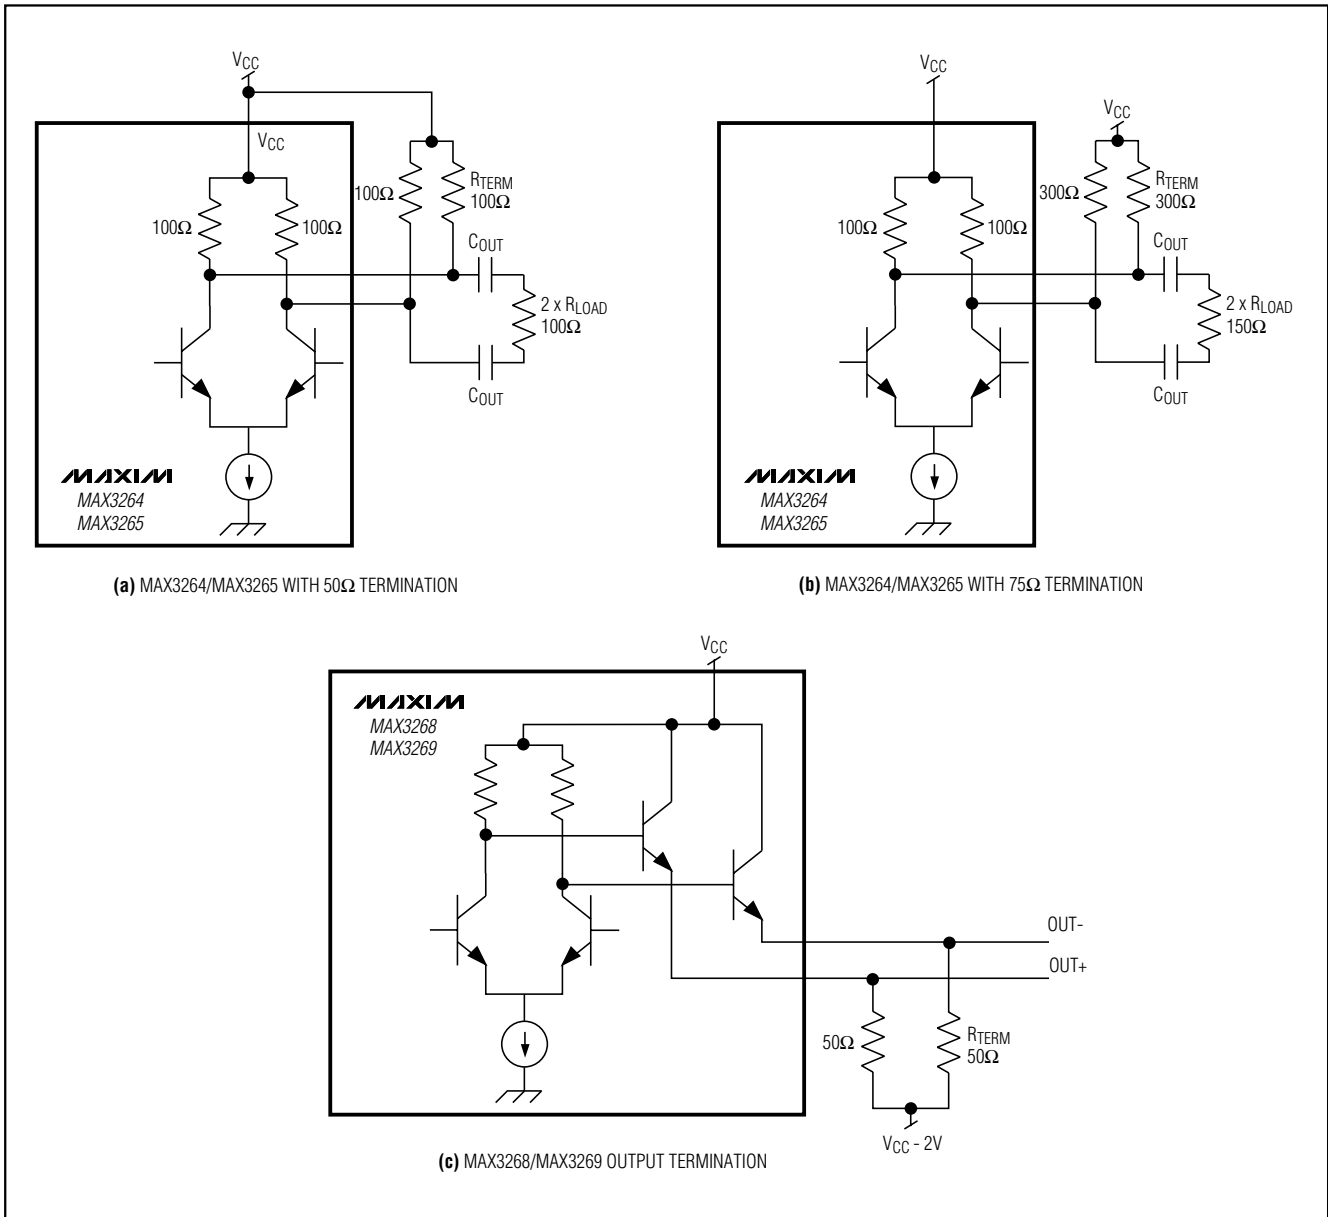 VCC
VCC
100Ω
100Ω
100Ω
RTERM
100Ω
COUT
2 x RLOAD
100Ω
COUT
MAXIM
MAX3264
MAX3265
(a) MAX3264/MAX3265 WITH 50Ω TERMINATION
VCC
VCC
100Ω
100Ω
300Ω
RTERM
300Ω
COUT
2 x RLOAD
150Ω
COUT
MAXIM
MAX3264
MAX3265
(b) MAX3264/MAX3265 WITH 75Ω TERMINATION
VCC
MAXIM
MAX3268
MAX3269
OUT-
OUT+
50Ω
RTERM
50Ω
VCC - 2V
(c) MAX3268/MAX3269 OUTPUT TERMINATION